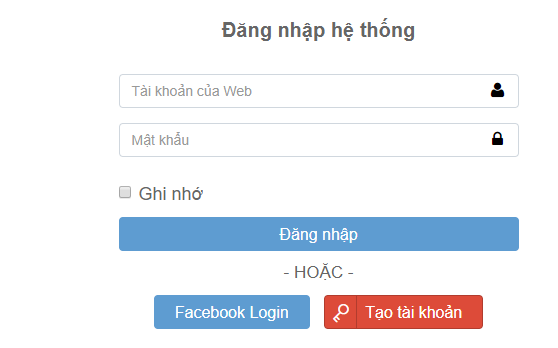 Đăng nhập hệ thống
Tài khoản của Web
Mật khẩu
Ghi nhớ
Đăng nhập
- HOẶC -
Facebook Login
Tạo tài khoản